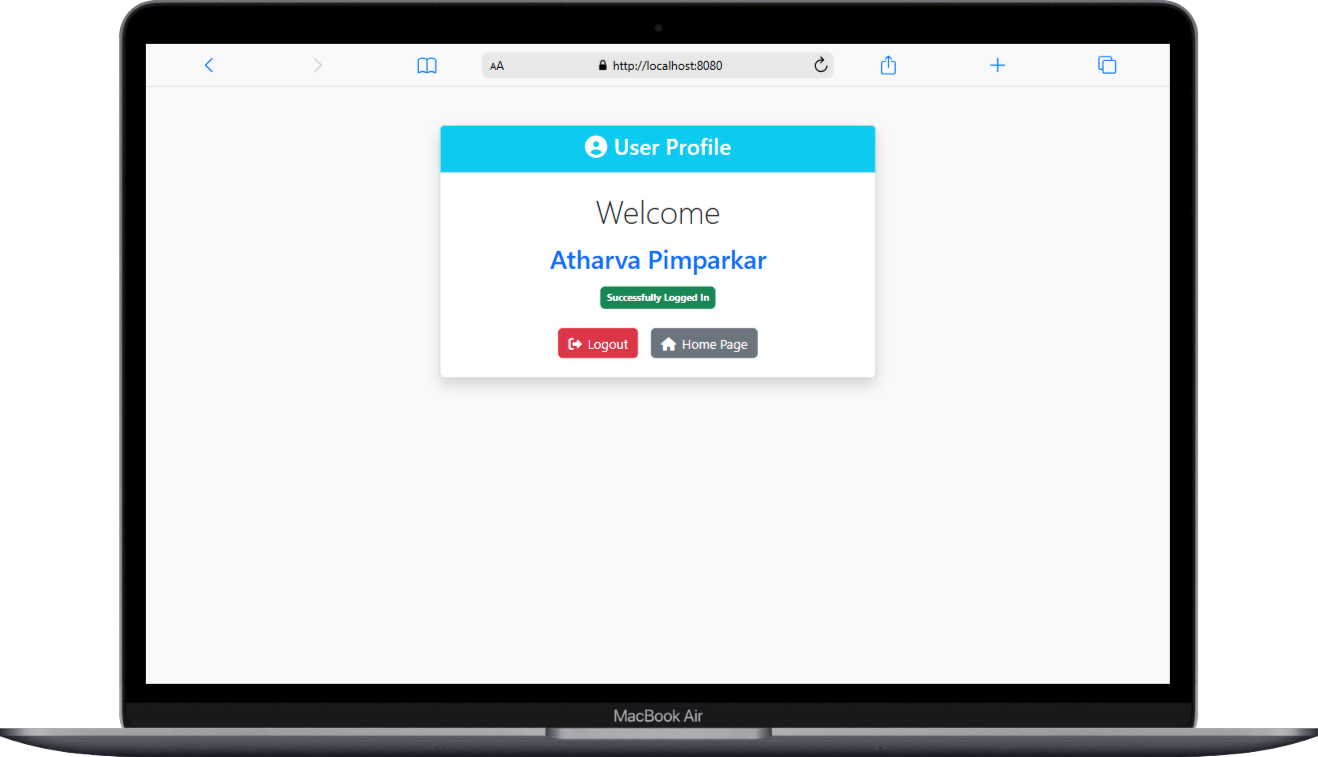 AA http://localhost:8080
User Profile
Welcome
Atharva Pimparkar
Successfully Logged In
Logout Home Page
MacBook Air